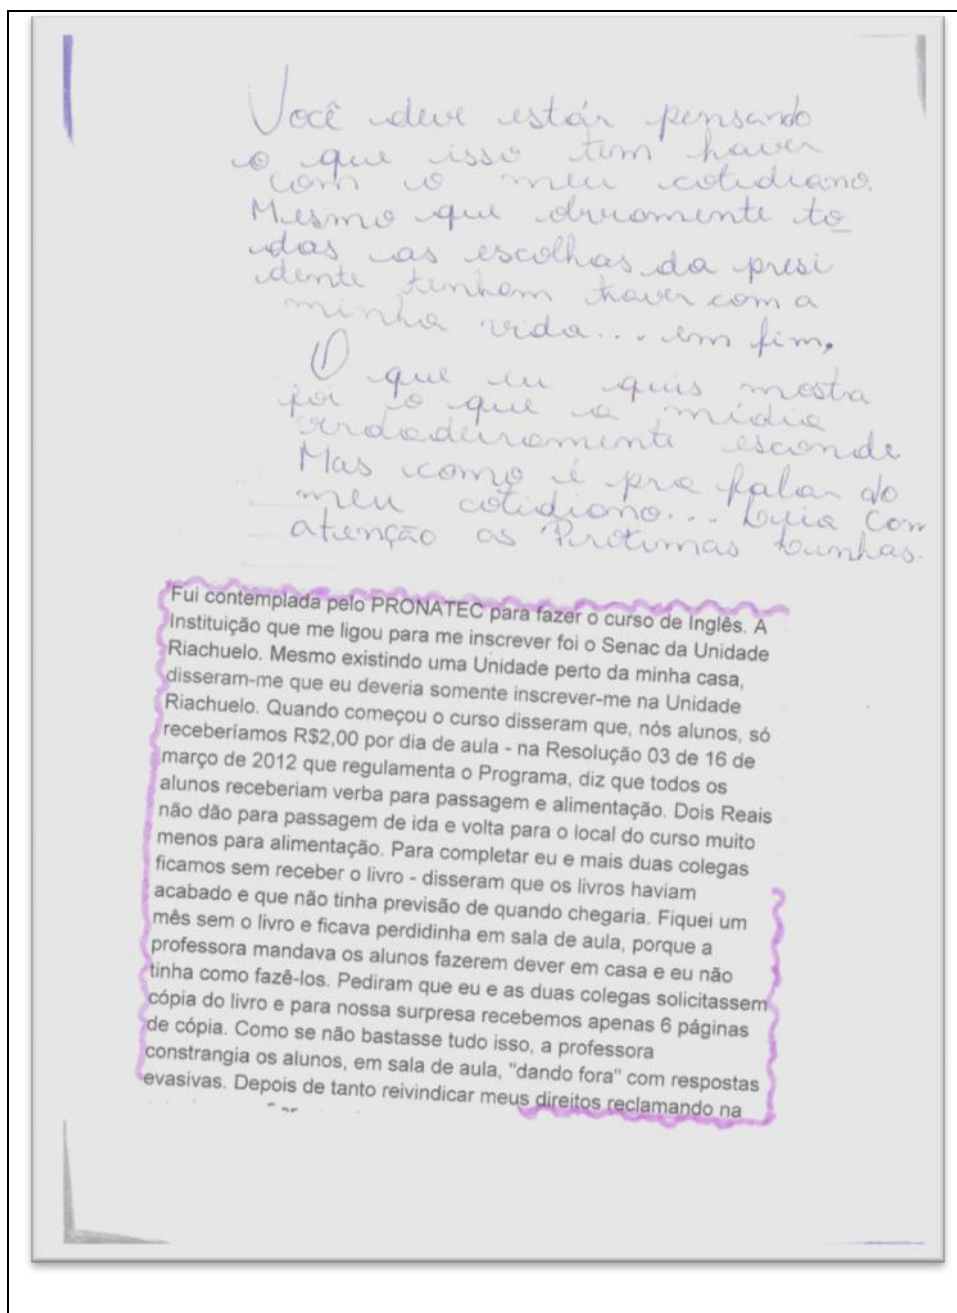 Você deve estár pensando
o que isso tem haver
com o meu cotidiano.
Mesmo que obviamente to
das as escolhas da presi
dente tenham haver com a
minha vida... em fim,
O que eu quis mostra
foi o que a mídia
erdadeiramente esconde
Mas como é pra falar do
meu cotidiano... Leia com
atenção as Proximas Linhas.
Fui contemplada pelo PRONATEC para fazer o curso de Inglês. A
Instituição que me ligou para me inscrever foi o Senac da Unidade
Riachuelo. Mesmo existindo uma Unidade perto da minha casa,
disseram-me que eu deveria somente inscrever-me na Unidade
Riachuelo. Quando começou o curso disseram que, nós alunos, só
receberíamos R$2,00 por dia de aula - na Resolução 03 de 16 de
março de 2012 que regulamenta o Programa, diz que todos os
alunos receberiam verba para passagem e alimentação. Dois Reais
não dão para passagem de ida e volta para o local do curso muito
menos para alimentação. Para completar eu e mais duas colegas
ficamos sem receber o livro - disseram que os livros haviam
acabado e que não tinha previsão de quando chegaria. Fiquei um
mês sem o livro e ficava perdidinha em sala de aula, porque a
professora mandava os alunos fazerem dever em casa e eu não
tinha como fazê-los. Pediram que eu e as duas colegas solicitassem
cópia do livro e para nossa surpresa recebemos apenas 6 páginas
de cópia. Como se não bastasse tudo isso, a professora
constrangia os alunos, em sala de aula, "dando fora" com respostas
evasivas. Depois de tanto reivindicar meus direitos reclamando na